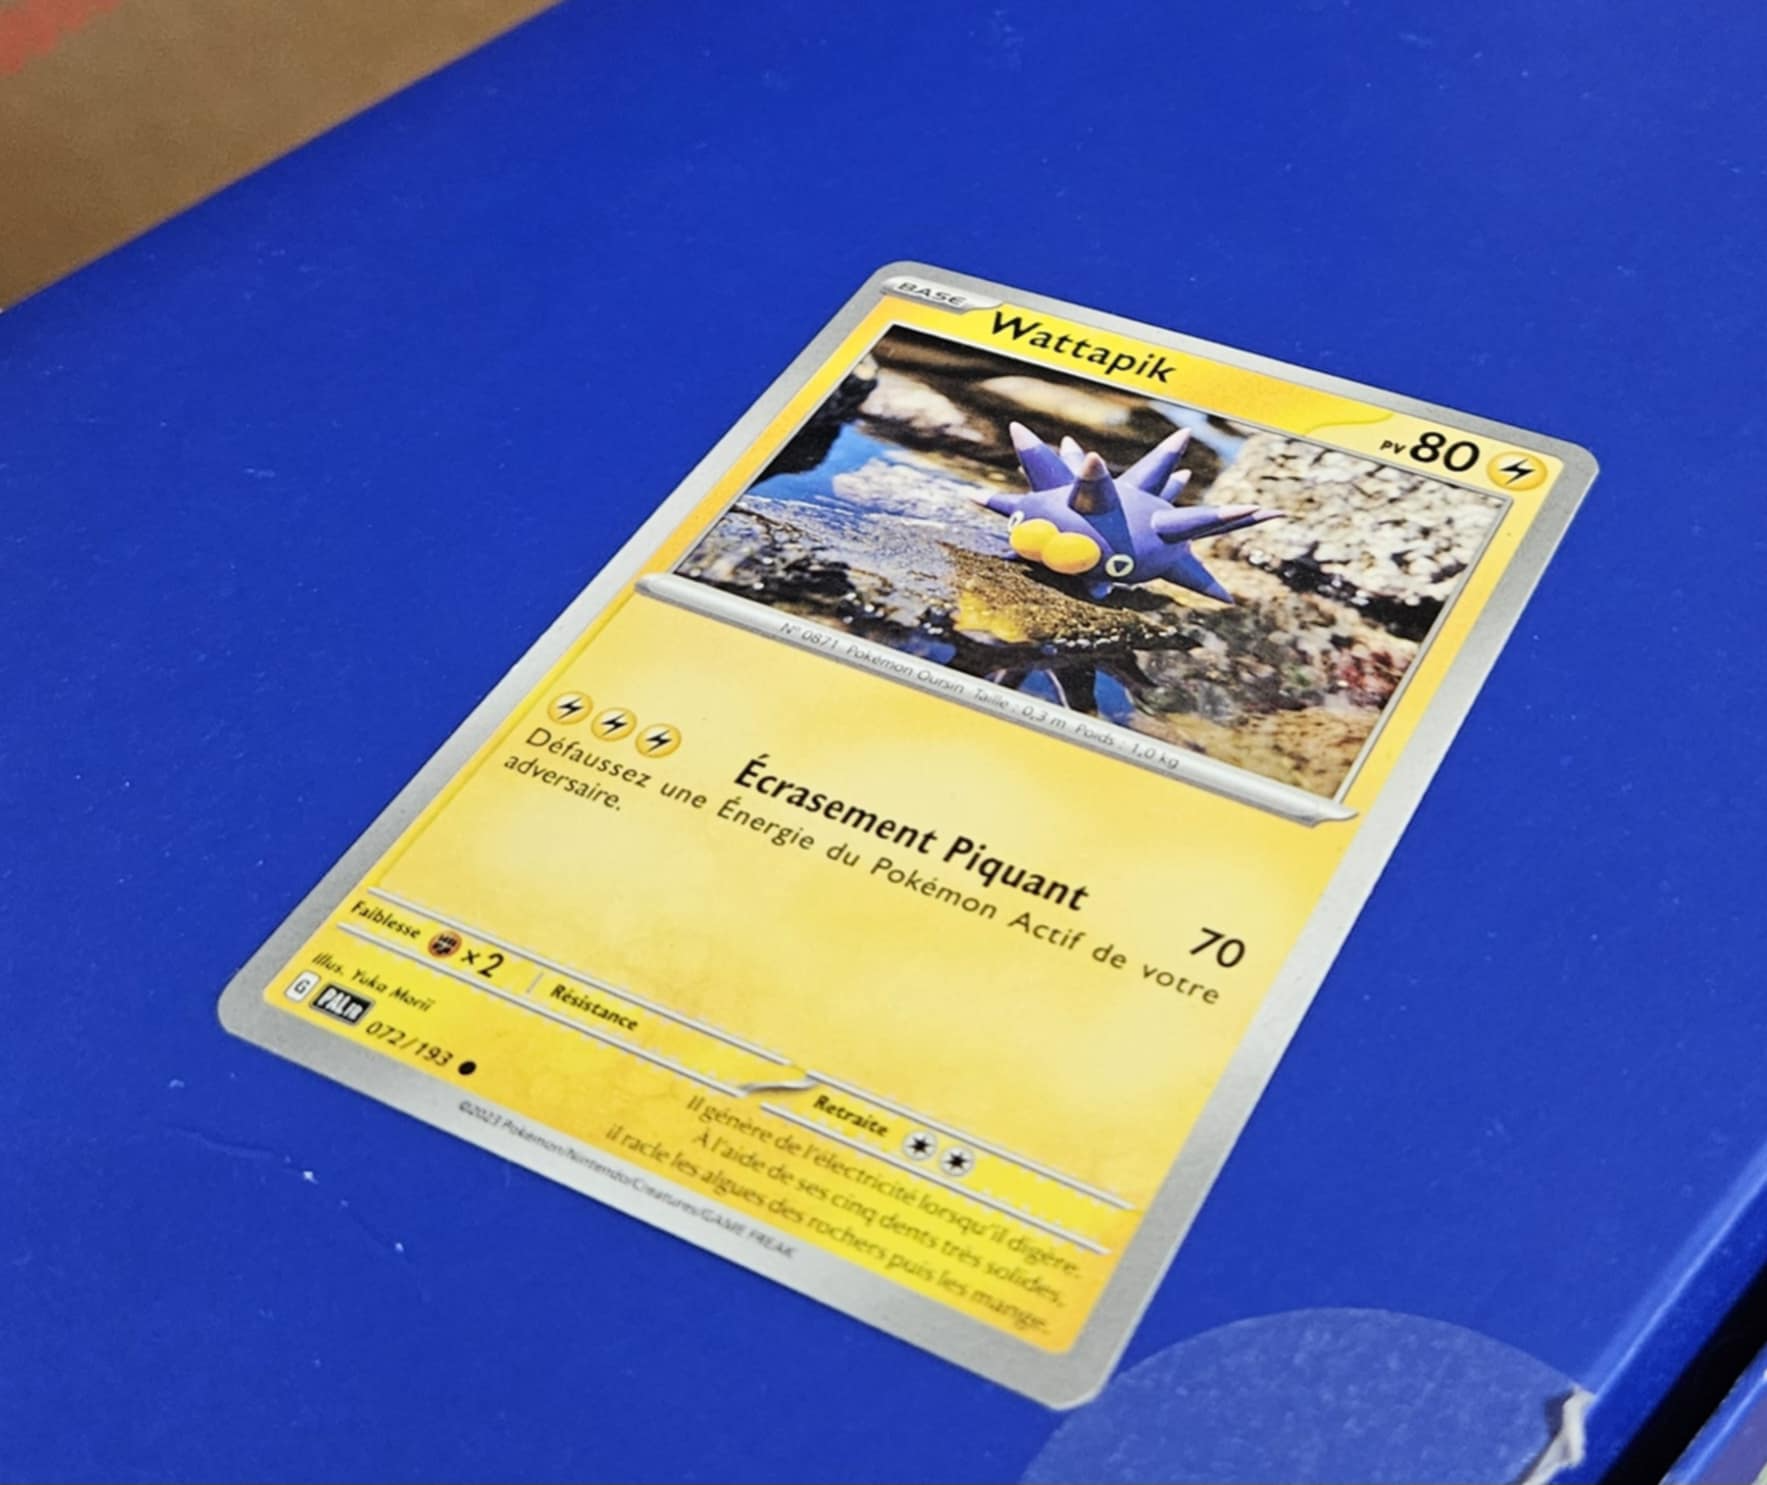 BASE
Wattapik
PV 80
N° 0871 Pokémon Oursin Taille : 0,3 m Poids : 1,0 kg
Écrasement Piquant 70
Défaussez une Énergie du Pokémon Actif de votre
adversaire.
Faiblesse x2 Résistance
Retraite
Illus. Yuka Morii
G PAL FR 072/193
Il génère de l'électricité lorsqu'il digère.
À l'aide de ses cinq dents très solides,
il racle les algues des rochers puis les mange.
©2023 Pokémon/Nintendo/Creatures/GAME FREAK